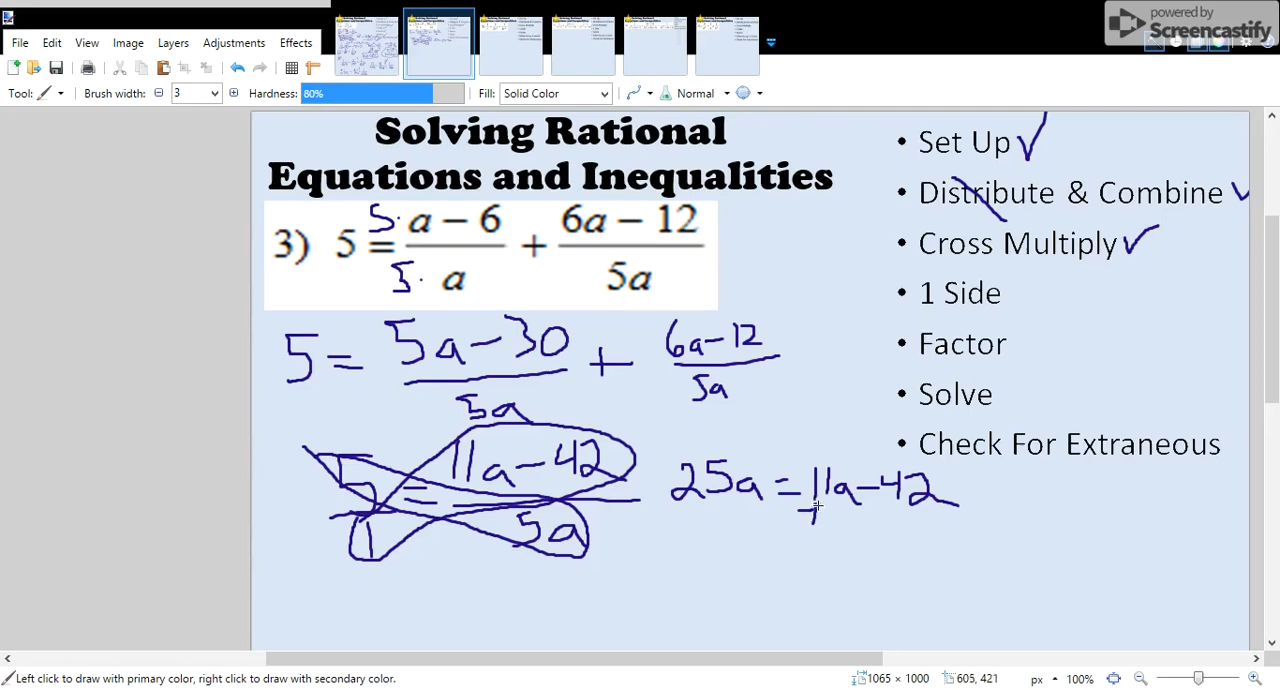 powered by
Screencastify
File Edit View Image Layers Adjustments Effects
Tool: Brush width: 3 Hardness: 80% Fill: Solid Color Normal
Solving Rational
Equations and Inequalities
3) 5 = 5· a − 6 / 5· a + 6a − 12 / 5a
5 = 5a − 30 / 5a + 6a − 12 / 5a
5 / 1 = 11a − 42 / 5a
25a = 11a − 42
• Set Up ✓
• Distribute & Combine ✓
• Cross Multiply ✓
• 1 Side
• Factor
• Solve
• Check For Extraneous
Left click to draw with primary color, right click to draw with secondary color.
1065 × 1000 605, 421 px 100%